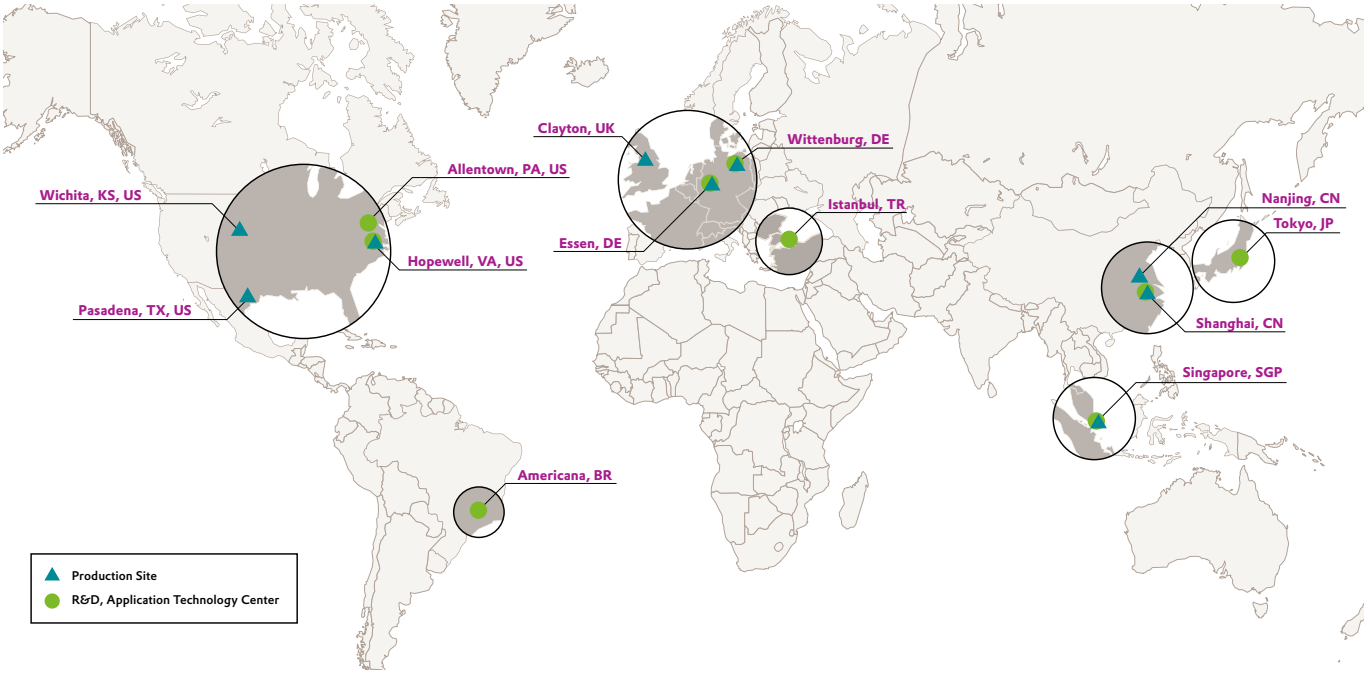 Clayton, UK
Wittenburg, DE
Allentown, PA, US
Wichita, KS, US
Istanbul, TR
Nanjing, CN
Tokyo, JP
Essen, DE
Hopewell, VA, US
Pasadena, TX, US
Shanghai, CN
Singapore, SGP
Americana, BR
Production Site
R&D, Application Technology Center